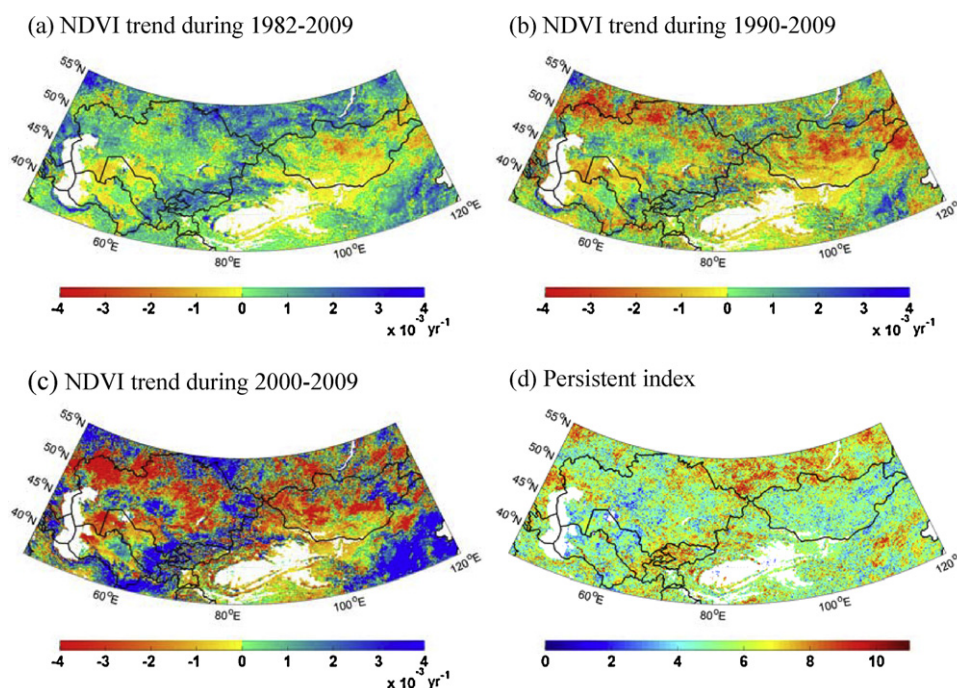 (a) NDVI trend during 1982-2009
(b) NDVI trend during 1990-2009
55°N
50°N
45°N
40°N
60°E
80°E
100°E
120°E
55°N
50°N
45°N
40°N
60°E
80°E
100°E
120°E
-4 -3 -2 -1 0 1 2 3 4
x 10⁻³ yr⁻¹
-4 -3 -2 -1 0 1 2 3 4
x 10⁻³ yr⁻¹
(c) NDVI trend during 2000-2009
(d) Persistent index
55°N
50°N
45°N
40°N
60°E
80°E
100°E
120°E
55°N
50°N
45°N
40°N
60°E
80°E
100°E
120°E
-4 -3 -2 -1 0 1 2 3 4
x 10⁻³ yr⁻¹
0 2 4 6 8 10